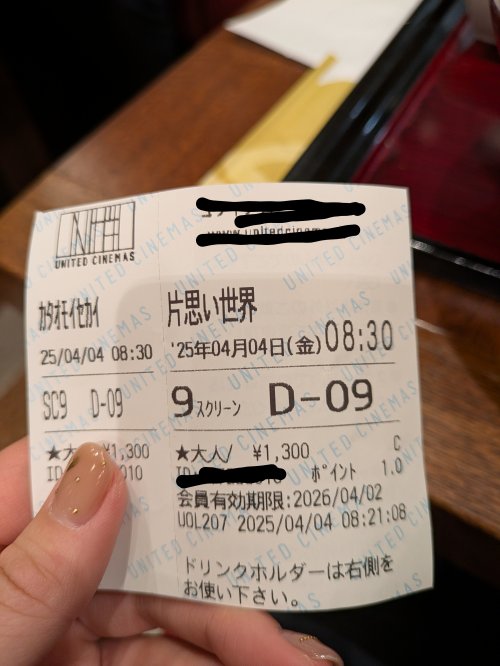 UNITED CINEMAS
カタオモイセカイ
25/04/04 08:30
SC9 D-09
★大 ¥1,300
ID 010
片思い世界
'25年04月04日(金) 08:30
9スクリーン D-09
★大人/ ¥1,300 C
ポイント 1.0
会員有効期限:2026/04/02
UOL207 2025/04/04 08:21:08
ドリンクホルダーは右側を
お使い下さい。